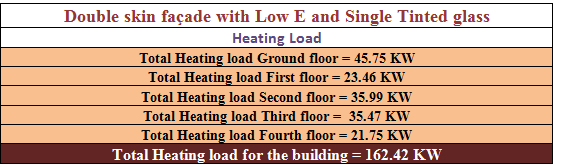 Double skin façade with Low E and Single Tinted glass
Heating Load
Total Heating load Ground floor = 45.75 KW
Total Heating load First floor = 23.46 KW
Total Heating load Second floor = 35.99 KW
Total Heating load Third floor =  35.47 KW
Total Heating load Fourth floor = 21.75 KW
Total Heating load for the building = 162.42 KW